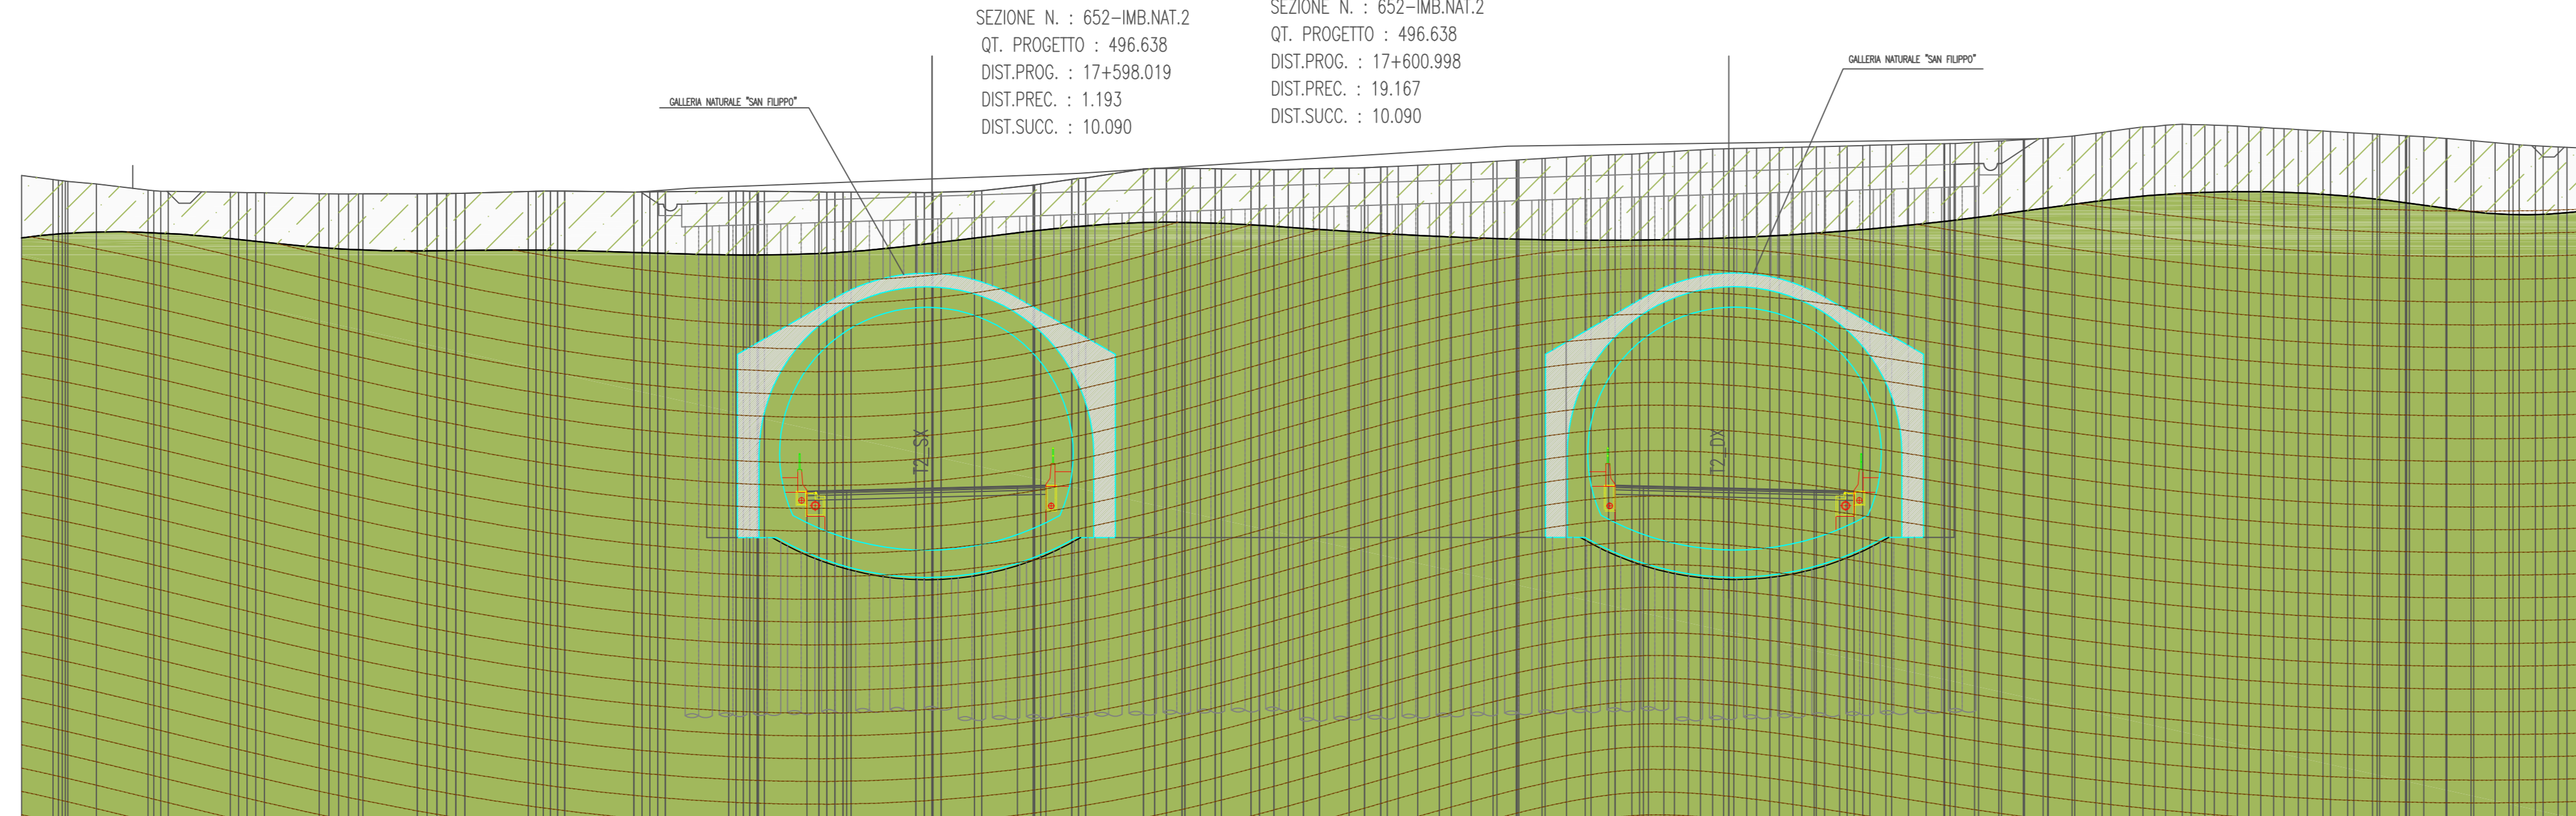 SEZIONE N. : 652-IMB.NAT.2
QT. PROGETTO : 496.638
DIST.PROG. : 17+598.019
DIST.PREC. : 1.193
DIST.SUCC. : 10.090
SEZIONE N. : 652-IMB.NAT.2
QT. PROGETTO : 496.638
DIST.PROG. : 17+600.998
DIST.PREC. : 19.167
DIST.SUCC. : 10.090
GALLERIA NATURALE "SAN FILIPPO"
GALLERIA NATURALE "SAN FILIPPO"
T2_SX
T2_DX